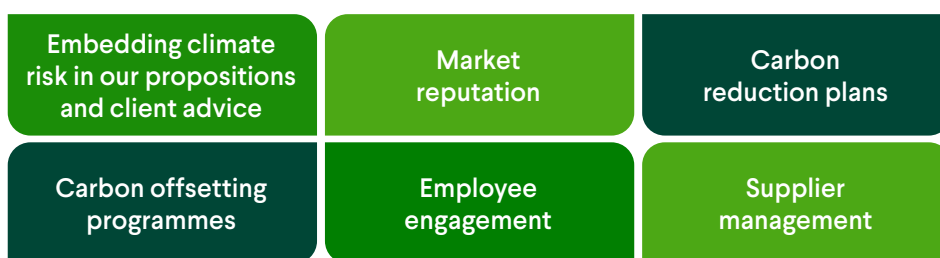 Embedding climate
risk in our propositions
and client advice
Market
reputation
Carbon
reduction plans
Carbon offsetting
programmes
Employee
engagement
Supplier
management